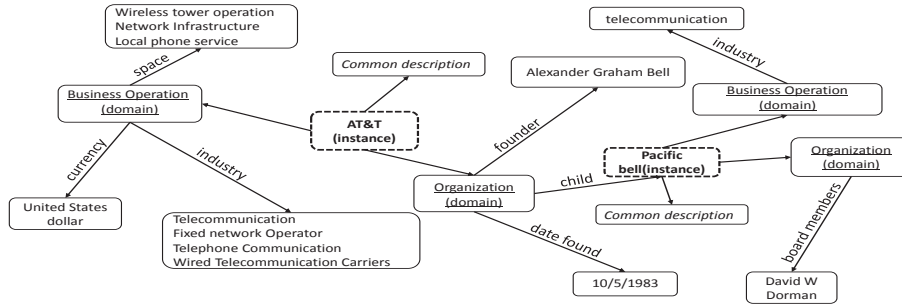 Wireless tower operation
Network Infrastructure
Local phone service
telecommunication
space
Common description
Alexander Graham Bell
industry
Business Operation
(domain)
Business Operation
(domain)
AT&T
(instance)
founder
currency
industry
Organization
(domain)
child
Pacific
bell(instance)
Organization
(domain)
United States
dollar
Telecommunication
Fixed network Operator
Telephone Communication
Wired Telecommunication Carriers
date found
Common description
board members
10/5/1983
David W
Dorman